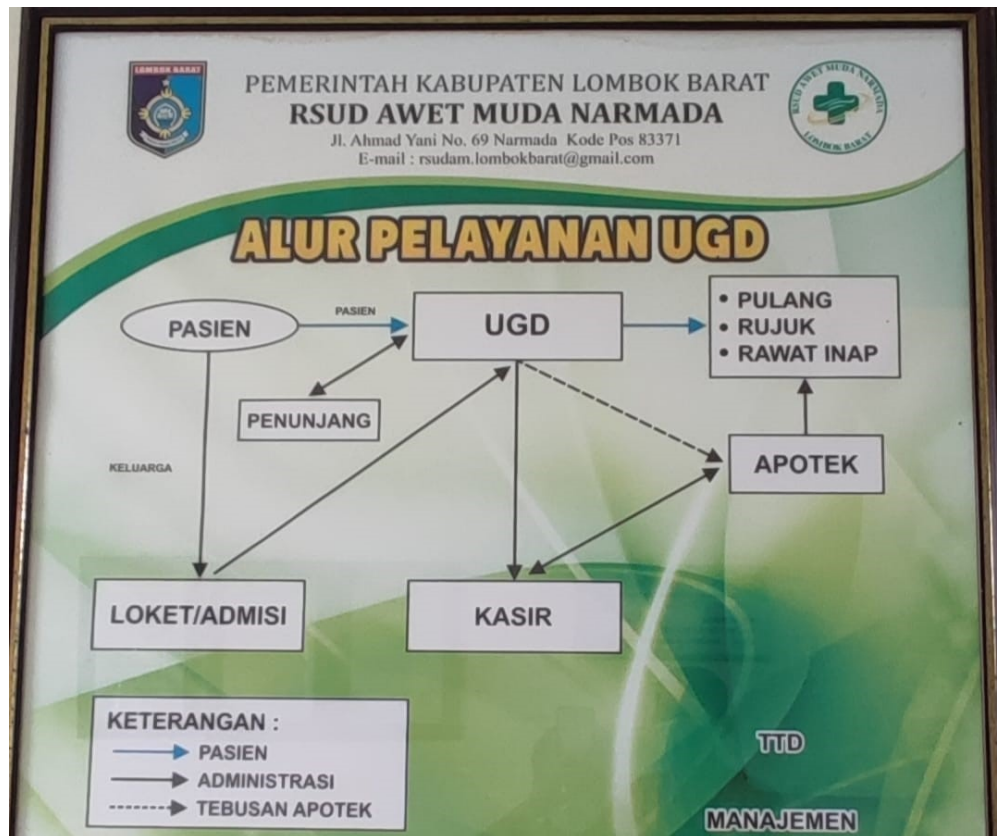 LOMBOK BARAT
PEMERINTAH KABUPATEN LOMBOK BARAT
RSUD AWET MUDA NARMADA
Jl. Ahmad Yani No. 69 Narmada Kode Pos 83371
E-mail : rsudam.lombokbarat@gmail.com
RSUD AWET MUDA NARMADA
LOMBOK BARAT
ALUR PELAYANAN UGD
PASIEN
PASIEN
UGD
• PULANG
• RUJUK
• RAWAT INAP
PENUNJANG
KELUARGA
APOTEK
LOKET/ADMISI
KASIR
KETERANGAN :
PASIEN
ADMINISTRASI
TEBUSAN APOTEK
TTD
MANAJEMEN